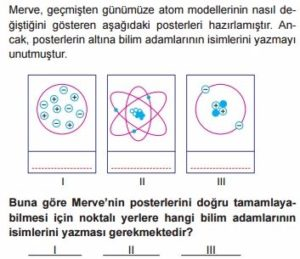 Merve, geçmişten günümüze atom modellerinin nasıl de-
ğiştiğini gösteren aşağıdaki posterleri hazırlamıştır. An-
cak, posterlerin altına bilim adamlarının isimlerini yazmayı
unutmuştur.
I II III
Buna göre Merve'nin posterlerini doğru tamamlaya-
bilmesi için noktalı yerlere hangi bilim adamlarının
isimlerini yazması gerekmektedir?
I II III